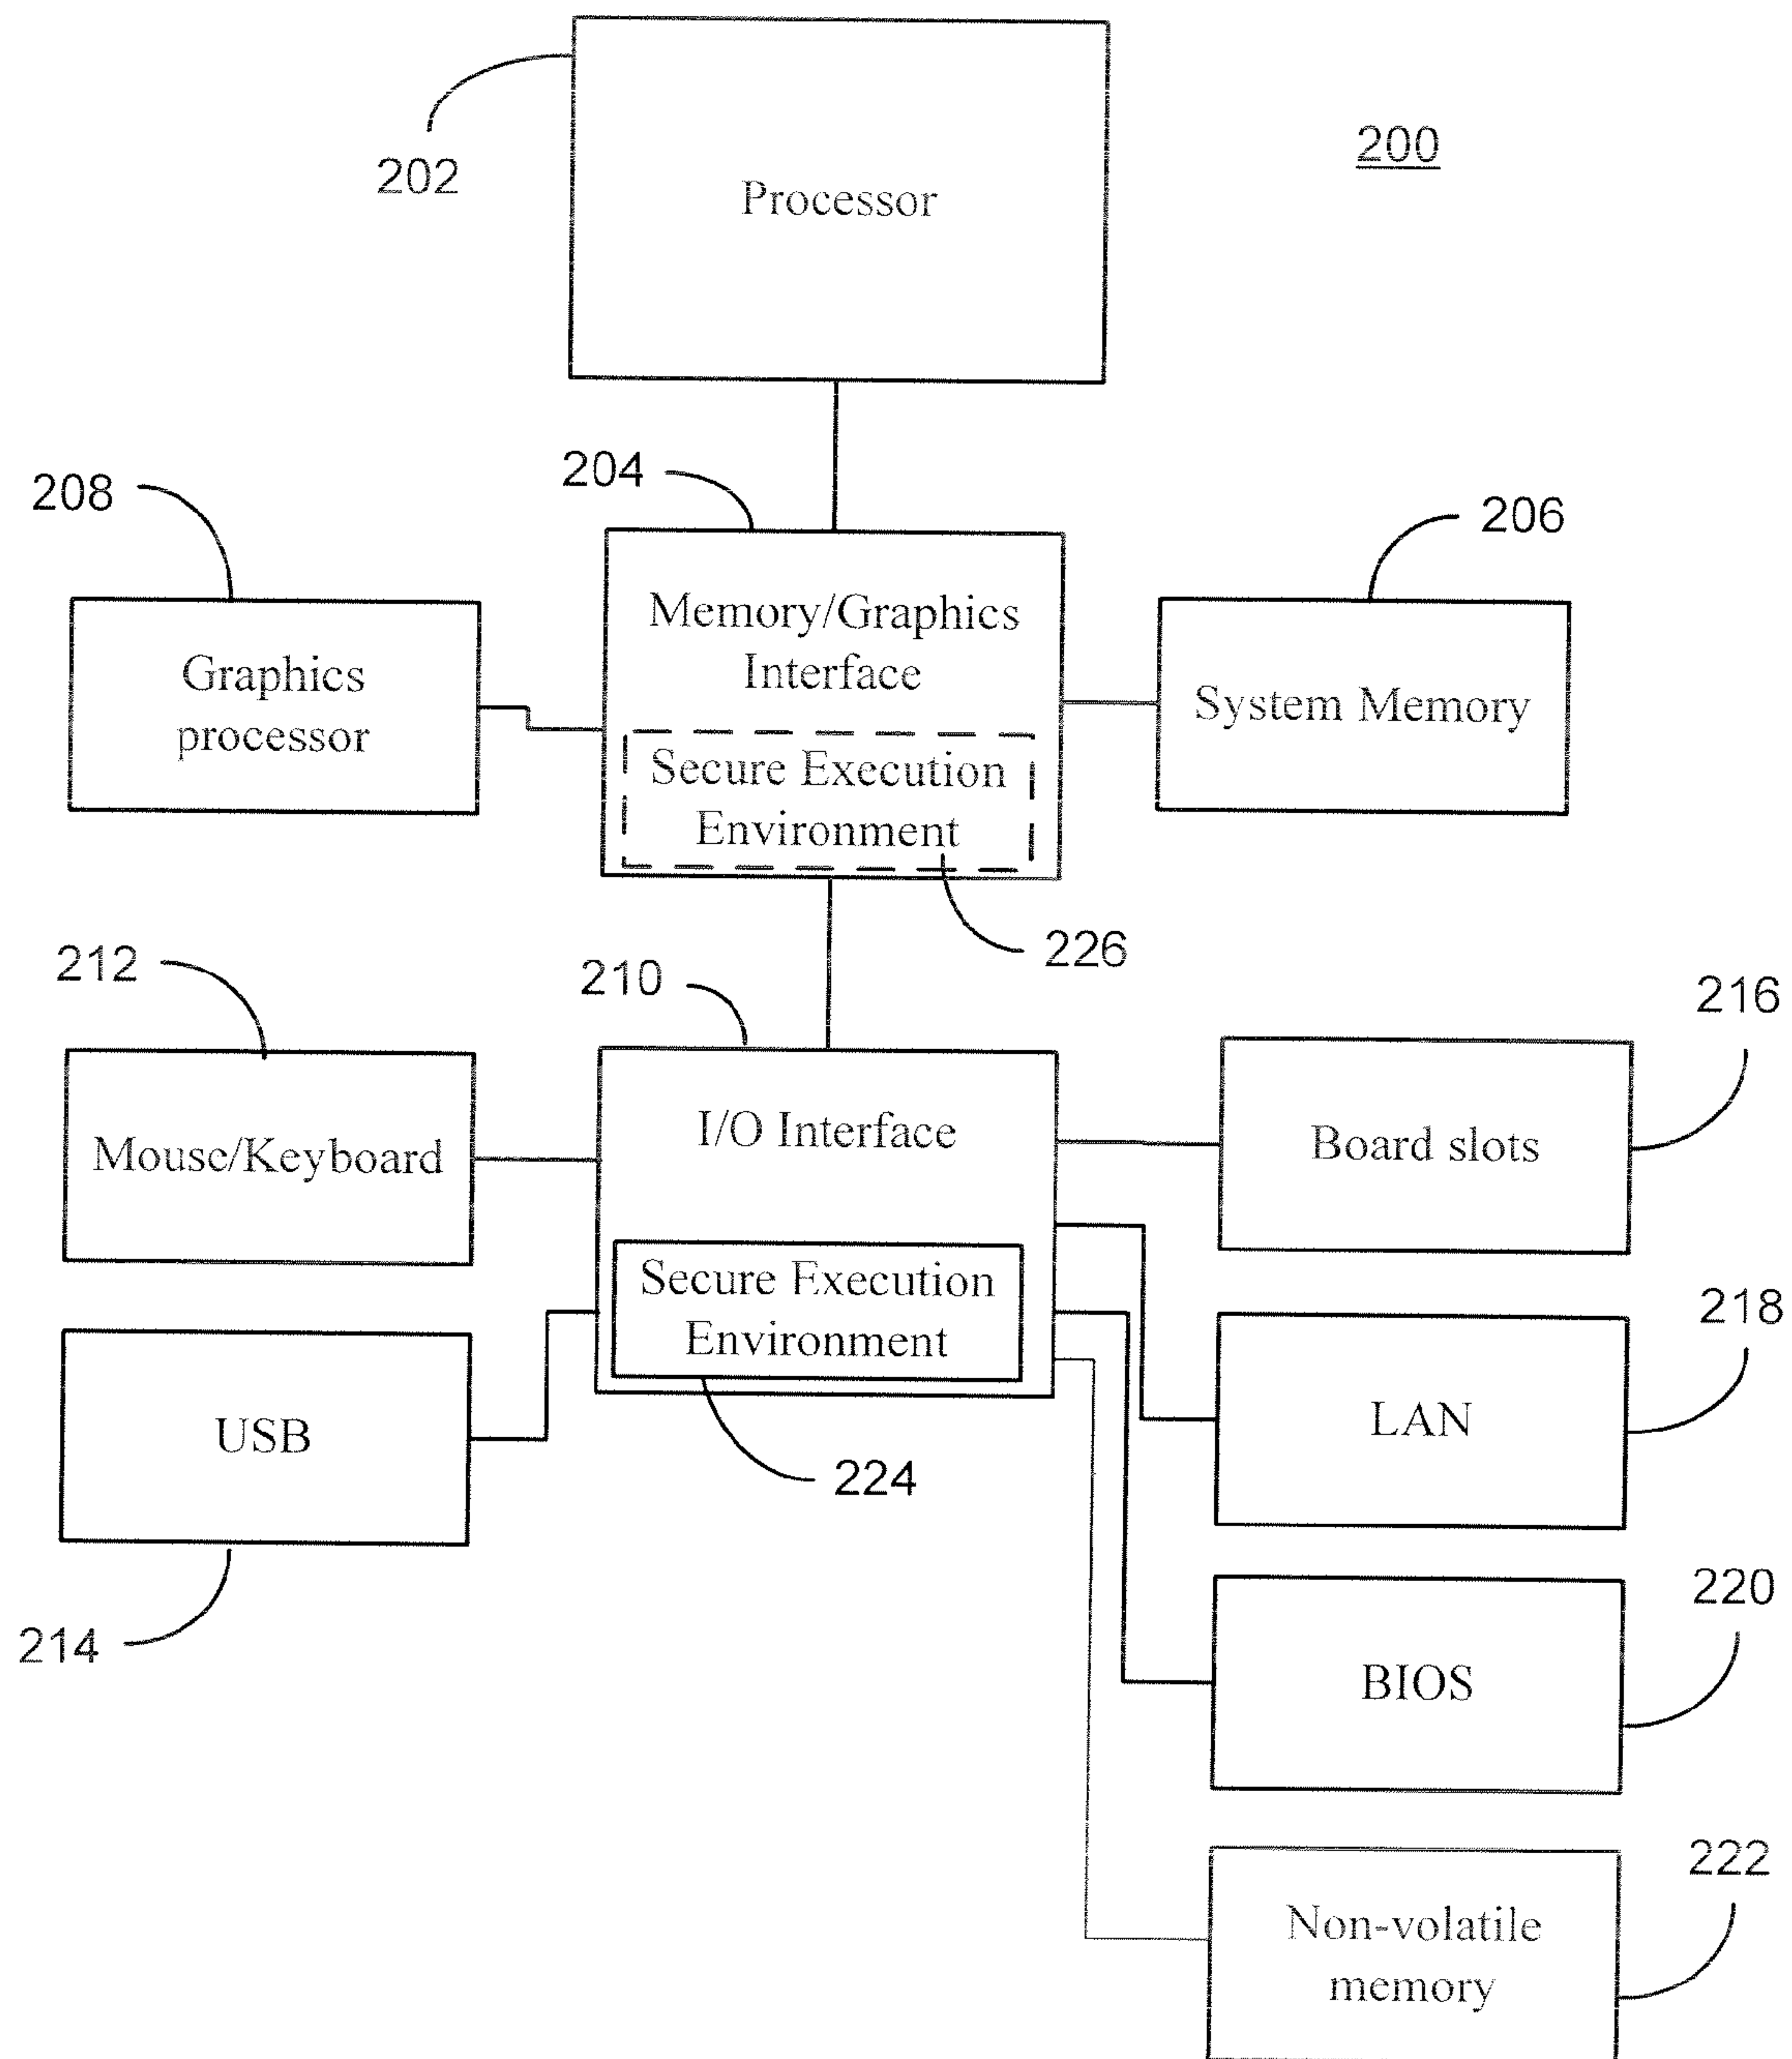 200
202
Processor
204
208
206
Memory/Graphics
Interface
Graphics
processor
System Memory
Secure Execution
Environment
226
212
210
216
I/O Interface
Mouse/Keyboard
Board slots
Secure Execution
Environment
218
USB
LAN
224
214
220
BIOS
222
Non-volatile
memory